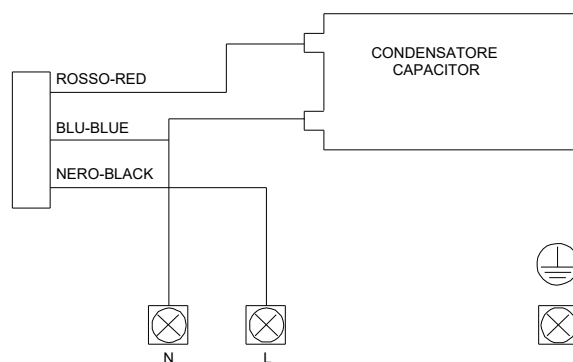 CONDENSATORE
CAPACITOR
ROSSO-RED
BLU-BLUE
NERO-BLACK
N
L